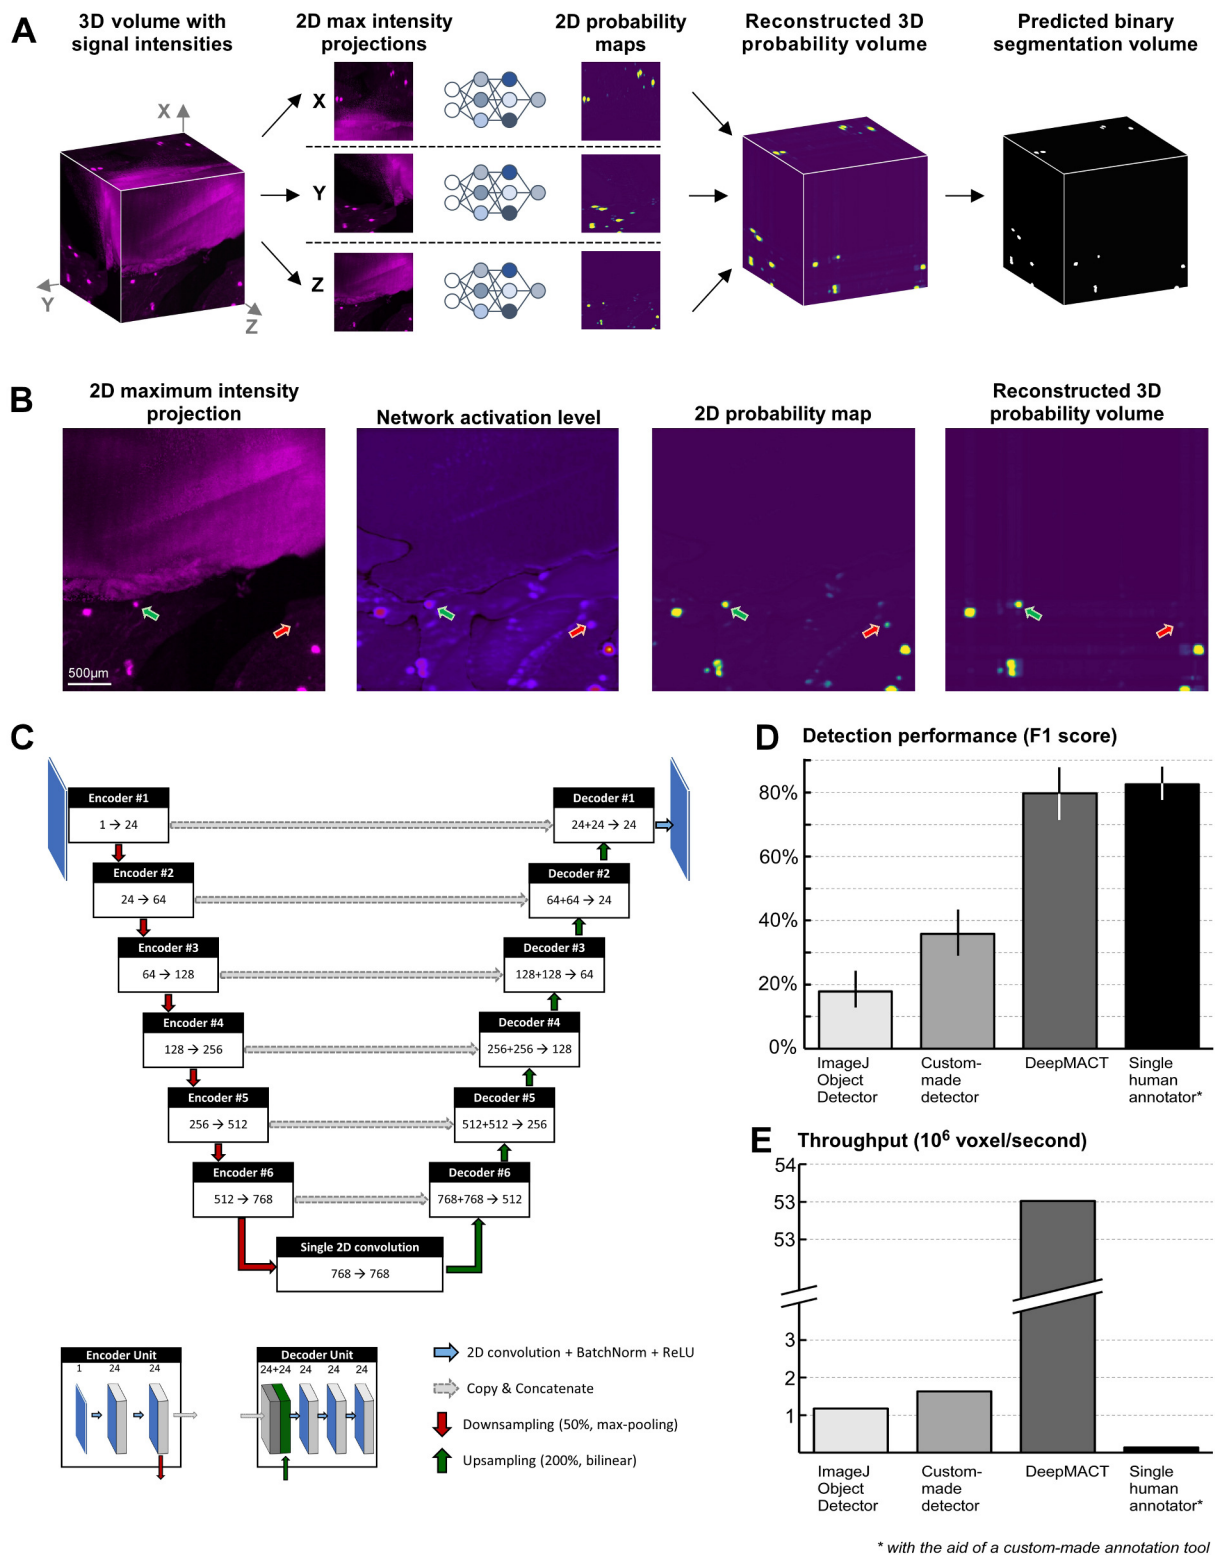 A
3D volume with
signal intensities
2D max intensity
projections
2D probability
maps
Reconstructed 3D
probability volume
Predicted binary
segmentation volume
X
Y
Z
X
Y
Z
B
2D maximum intensity
projection
Network activation level
2D probability map
Reconstructed 3D
probability volume
500µm
C
Encoder #1
1 → 24
Encoder #2
24 → 64
Encoder #3
64 → 128
Encoder #4
128 → 256
Encoder #5
256 → 512
Encoder #6
512 → 768
Single 2D convolution
768 → 768
Decoder #1
24+24 → 24
Decoder #2
64+64 → 24
Decoder #3
128+128 → 64
Decoder #4
256+256 → 128
Decoder #5
512+512 → 256
Decoder #6
768+768 → 512
Encoder Unit
1 24 24
Decoder Unit
24+24 24 24 24
2D convolution + BatchNorm + ReLU
Copy & Concatenate
Downsampling (50%, max-pooling)
Upsampling (200%, bilinear)
D Detection performance (F1 score)
80%
60%
40%
20%
0%
ImageJ
Object
Detector
Custom-
made
detector
DeepMACT
Single
human
annotator*
E Throughput (10⁶ voxel/second)
54
53
53
3
2
1
ImageJ
Object
Detector
Custom-
made
detector
DeepMACT
Single
human
annotator*
* with the aid of a custom-made annotation tool